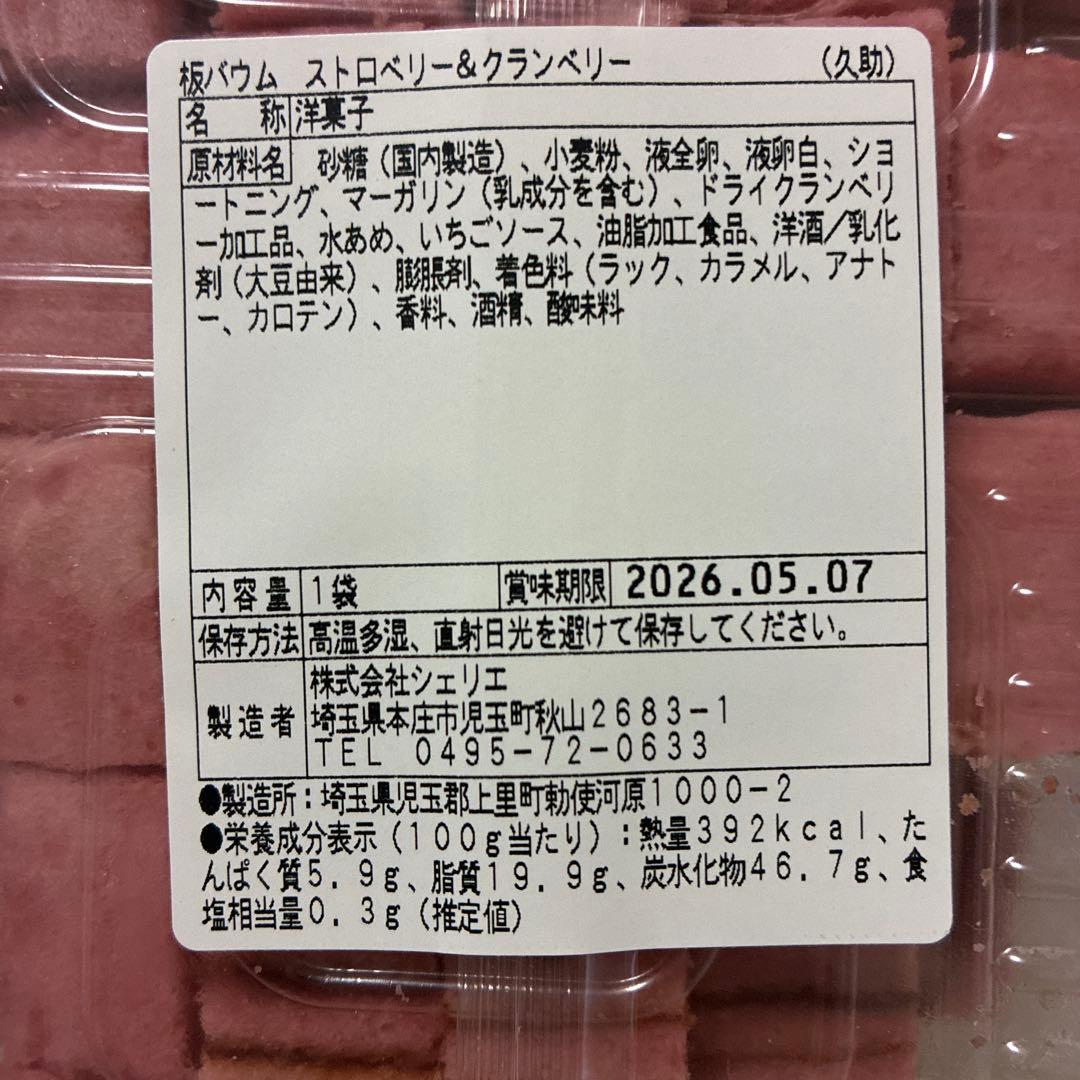 板バウム　ストロベリー＆クランベリー　（久助）
名　称 洋菓子
原材料名 砂糖（国内製造）、小麦粉、液全卵、液卵白、ショ
ートニング、マーガリン（乳成分を含む）、ドライクランベリ
ー加工品、水あめ、いちごソース、油脂加工食品、洋酒／乳化
剤（大豆由来）、膨脹剤、着色料（ラック、カラメル、アナト
ー、カロテン）、香料、酒精、酸味料
内容量 1袋 賞味期限 2026.05.07
保存方法 高温多湿、直射日光を避けて保存してください。
製造者 株式会社シェリエ
埼玉県本庄市児玉町秋山２６８３－１
ＴＥＬ　０４９５－７２－０６３３
●製造所：埼玉県児玉郡上里町勅使河原１０００－２
●栄養成分表示（１００ｇ当たり）：熱量３９２ｋｃａｌ、た
んぱく質５．９ｇ、脂質１９．９ｇ、炭水化物４６．７ｇ、食
塩相当量０．３ｇ（推定値）